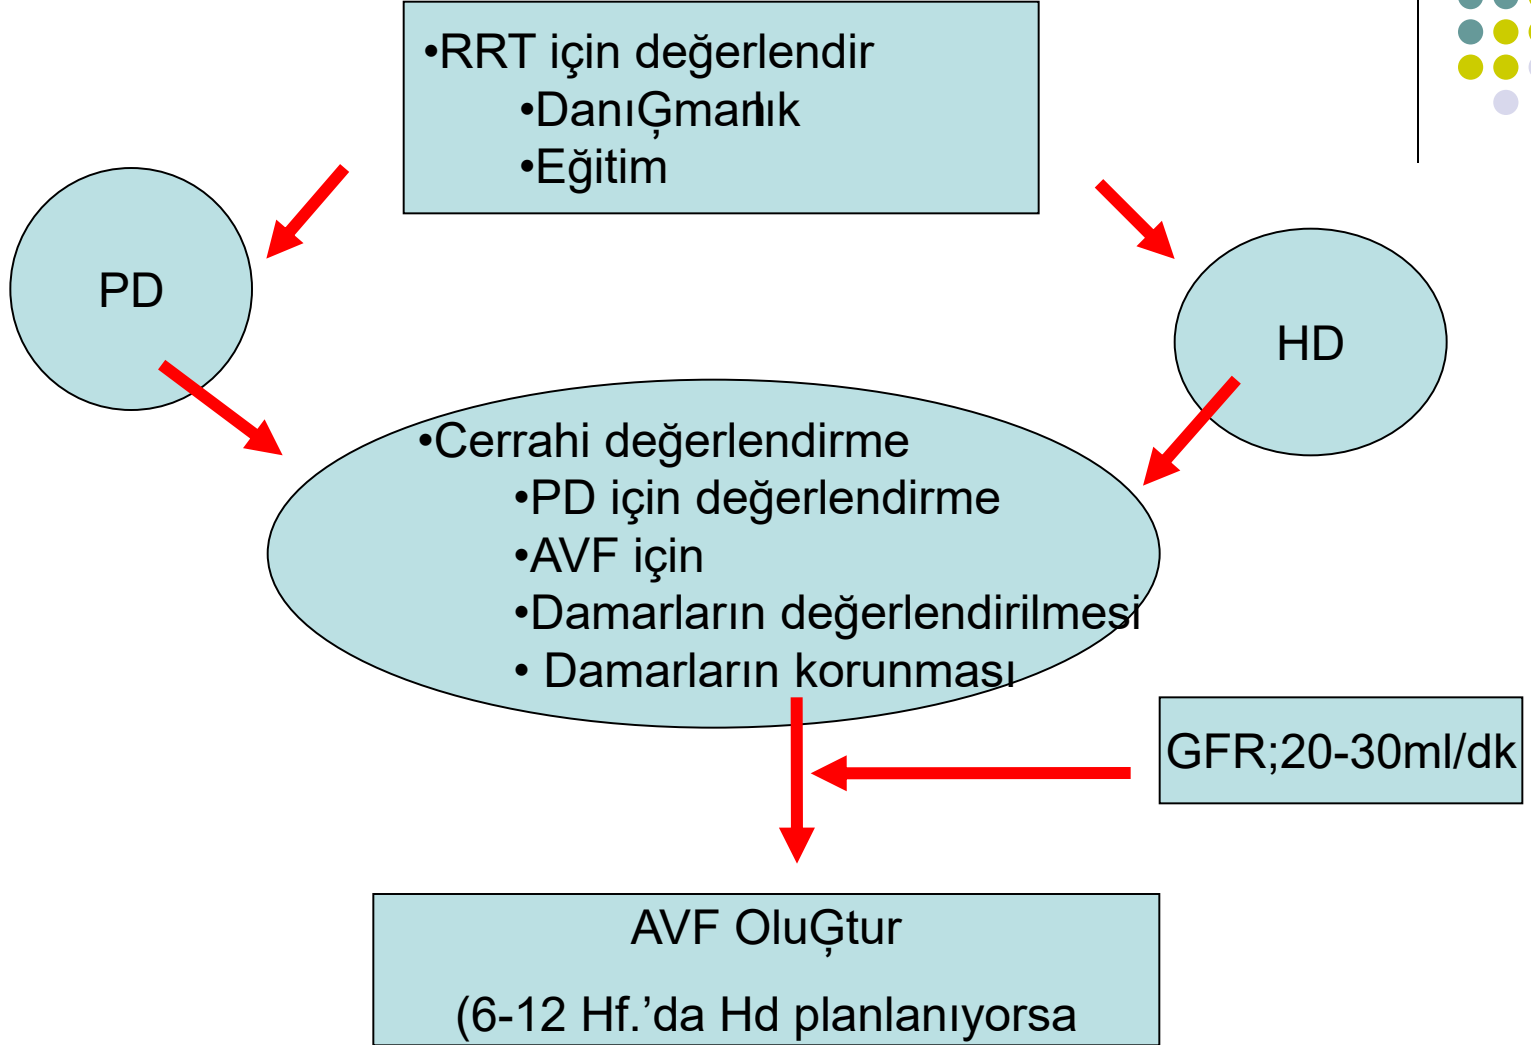 •RRT için değerlendir
•DanıĢmanlık
•Eğitim
PD
HD
•Cerrahi değerlendirme
•PD için değerlendirme
•AVF için
•Damarların değerlendirilmesi
• Damarların korunması
GFR;20-30ml/dk
AVF OluĢtur
(6-12 Hf.’da Hd planlanıyorsa